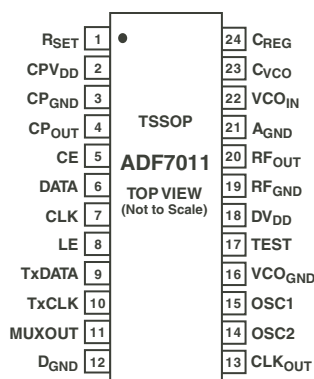 RSET 1 24 CREG
CPVDD 2 23 CVCO
CPGND 3 22 VCOIN
CPOUT 4 TSSOP 21 AGND
CE 5 ADF7011 20 RFOUT
DATA 6 TOP VIEW 19 RFGND
CLK 7 (Not to Scale) 18 DVDD
LE 8 17 TEST
TxDATA 9 16 VCOGND
TxCLK 10 15 OSC1
MUXOUT 11 14 OSC2
DGND 12 13 CLKOUT